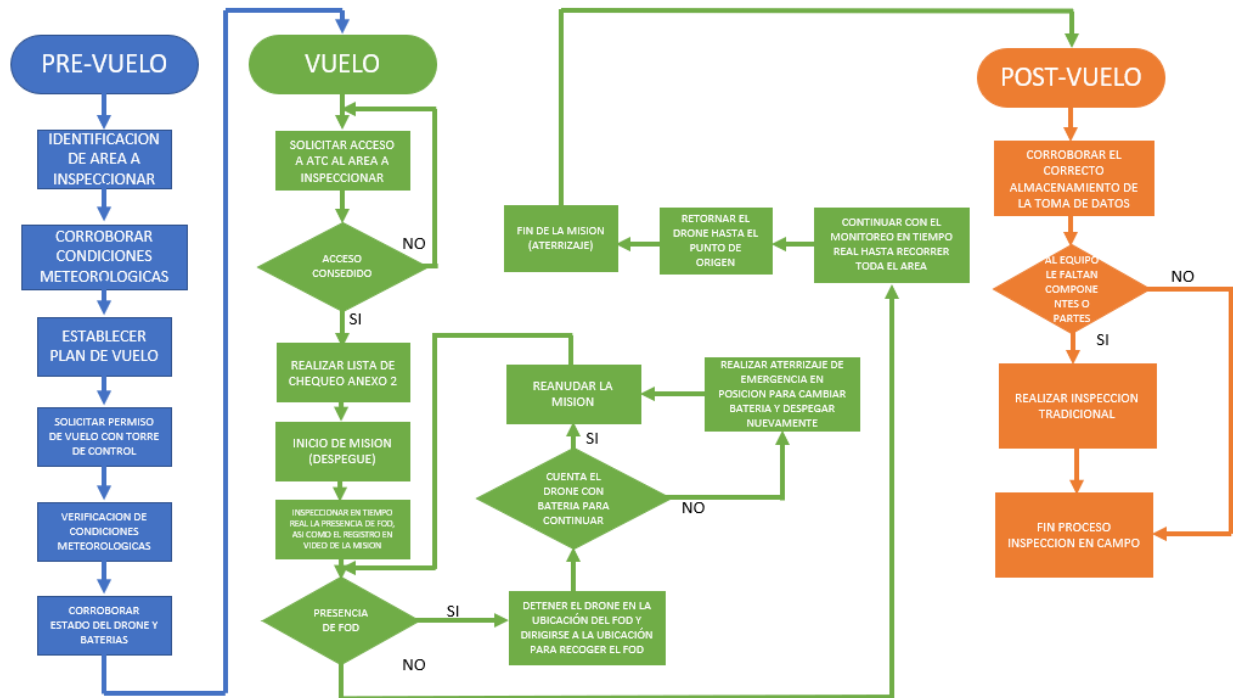 PRE-VUELO
IDENTIFICACION
DE AREA A
INSPECCIONAR
CORROBORAR
CONDICIONES
METEOROLOGICAS
ESTABLECER
PLAN DE VUELO
SOLICITAR PERMISO
DE VUELO CON TORRE
DE CONTROL
VERIFICACION DE
CONDICIONES
METEOROLOGICAS
CORROBORAR
ESTADO DEL DRONE Y
BATERIAS
VUELO
SOLICITAR ACCESO
A ATC AL AREA A
INSPECCIONAR
ACCESO
CONSEDIDO
NO
SI
REALIZAR LISTA DE
CHEQUEO ANEXO 2
INICIO DE MISION
(DESPEGUE)
INSPECCIONAR EN TIEMPO
REAL LA PRESENCIA DE FOD,
ASI COMO EL REGISTRO EN
VIDEO DE LA MISION
PRESENCIA
DE FOD
SI
NO
DETENER EL DRONE EN LA
UBICACIÓN DEL FOD Y
DIRIGIRSE A LA UBICACIÓN
PARA RECOGER EL FOD
CUENTA EL
DRONE CON
BATERIA PARA
CONTINUAR
SI
NO
REANUDAR LA
MISION
REALIZAR ATERRIZAJE DE
EMERGENCIA EN
POSICION PARA CAMBIAR
BATERIA Y DESPEGAR
NUEVAMENTE
CONTINUAR CON EL
MONITOREO EN TIEMPO
REAL HASTA RECORRER
TODA EL AREA
RETORNAR EL
DRONE HASTA EL
PUNTO DE
ORIGEN
FIN DE LA MISION
(ATERRIZAJE)
POST-VUELO
CORROBORAR EL
CORRECTO
ALMACENAMIENTO DE
LA TOMA DE DATOS
AL EQUIPO
LE FALTAN
COMPONE
NTES O
PARTES
NO
SI
REALIZAR INSPECCION
TRADICIONAL
FIN PROCESO
INSPECCION EN CAMPO